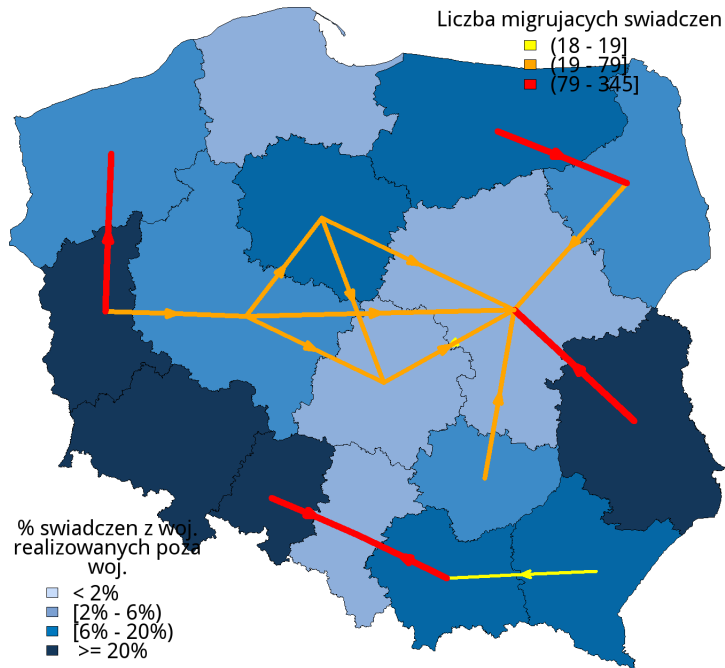 Liczba migrujacych swiadczen
(18 - 19]
(19 - 79]
(79 - 345]
% swiadczen z woj.
realizowanych poza
woj.
< 2%
[2% - 6%)
[6% - 20%)
>= 20%